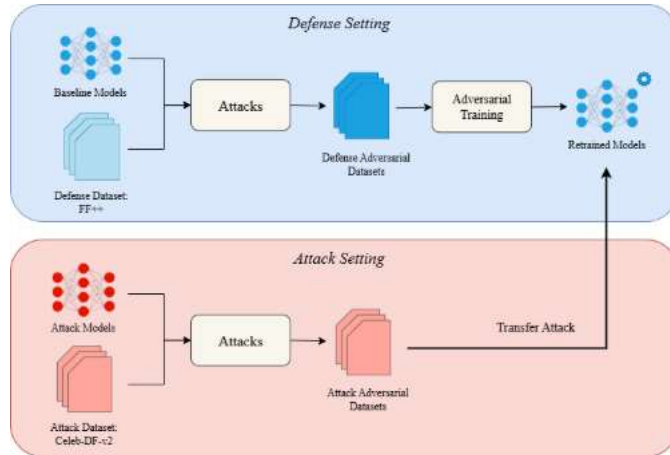 Defense Setting
Baseline Models
Attacks
Adversarial
Training
Defense Adversarial
Datasets
Retrained Models
Defense Dataset:
FF++
Attack Setting
Attack Models
Attacks
Transfer Attack
Attack Adversarial
Datasets
Attack Dataset:
Celeb-DF-v2